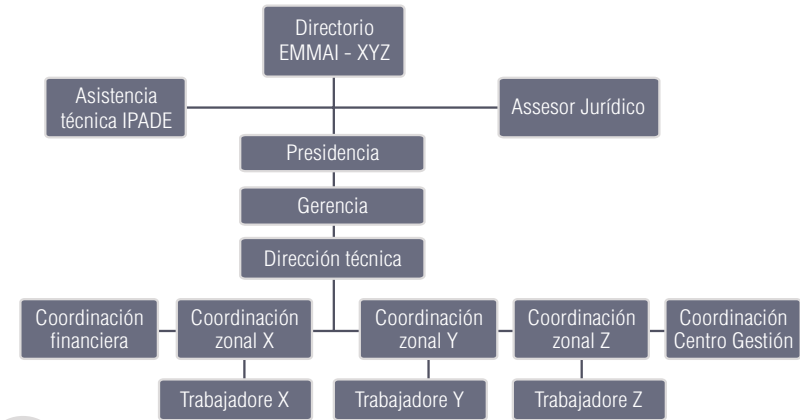 Directorio
EMMAI - XYZ
Asistencia
técnica IPADE
Assesor Jurídico
Presidencia
Gerencia
Dirección técnica
Coordinación
financiera
Coordinación
zonal X
Coordinación
zonal Y
Coordinación
zonal Z
Coordinación
Centro Gestión
Trabajadore X
Trabajadore Y
Trabajadore Z